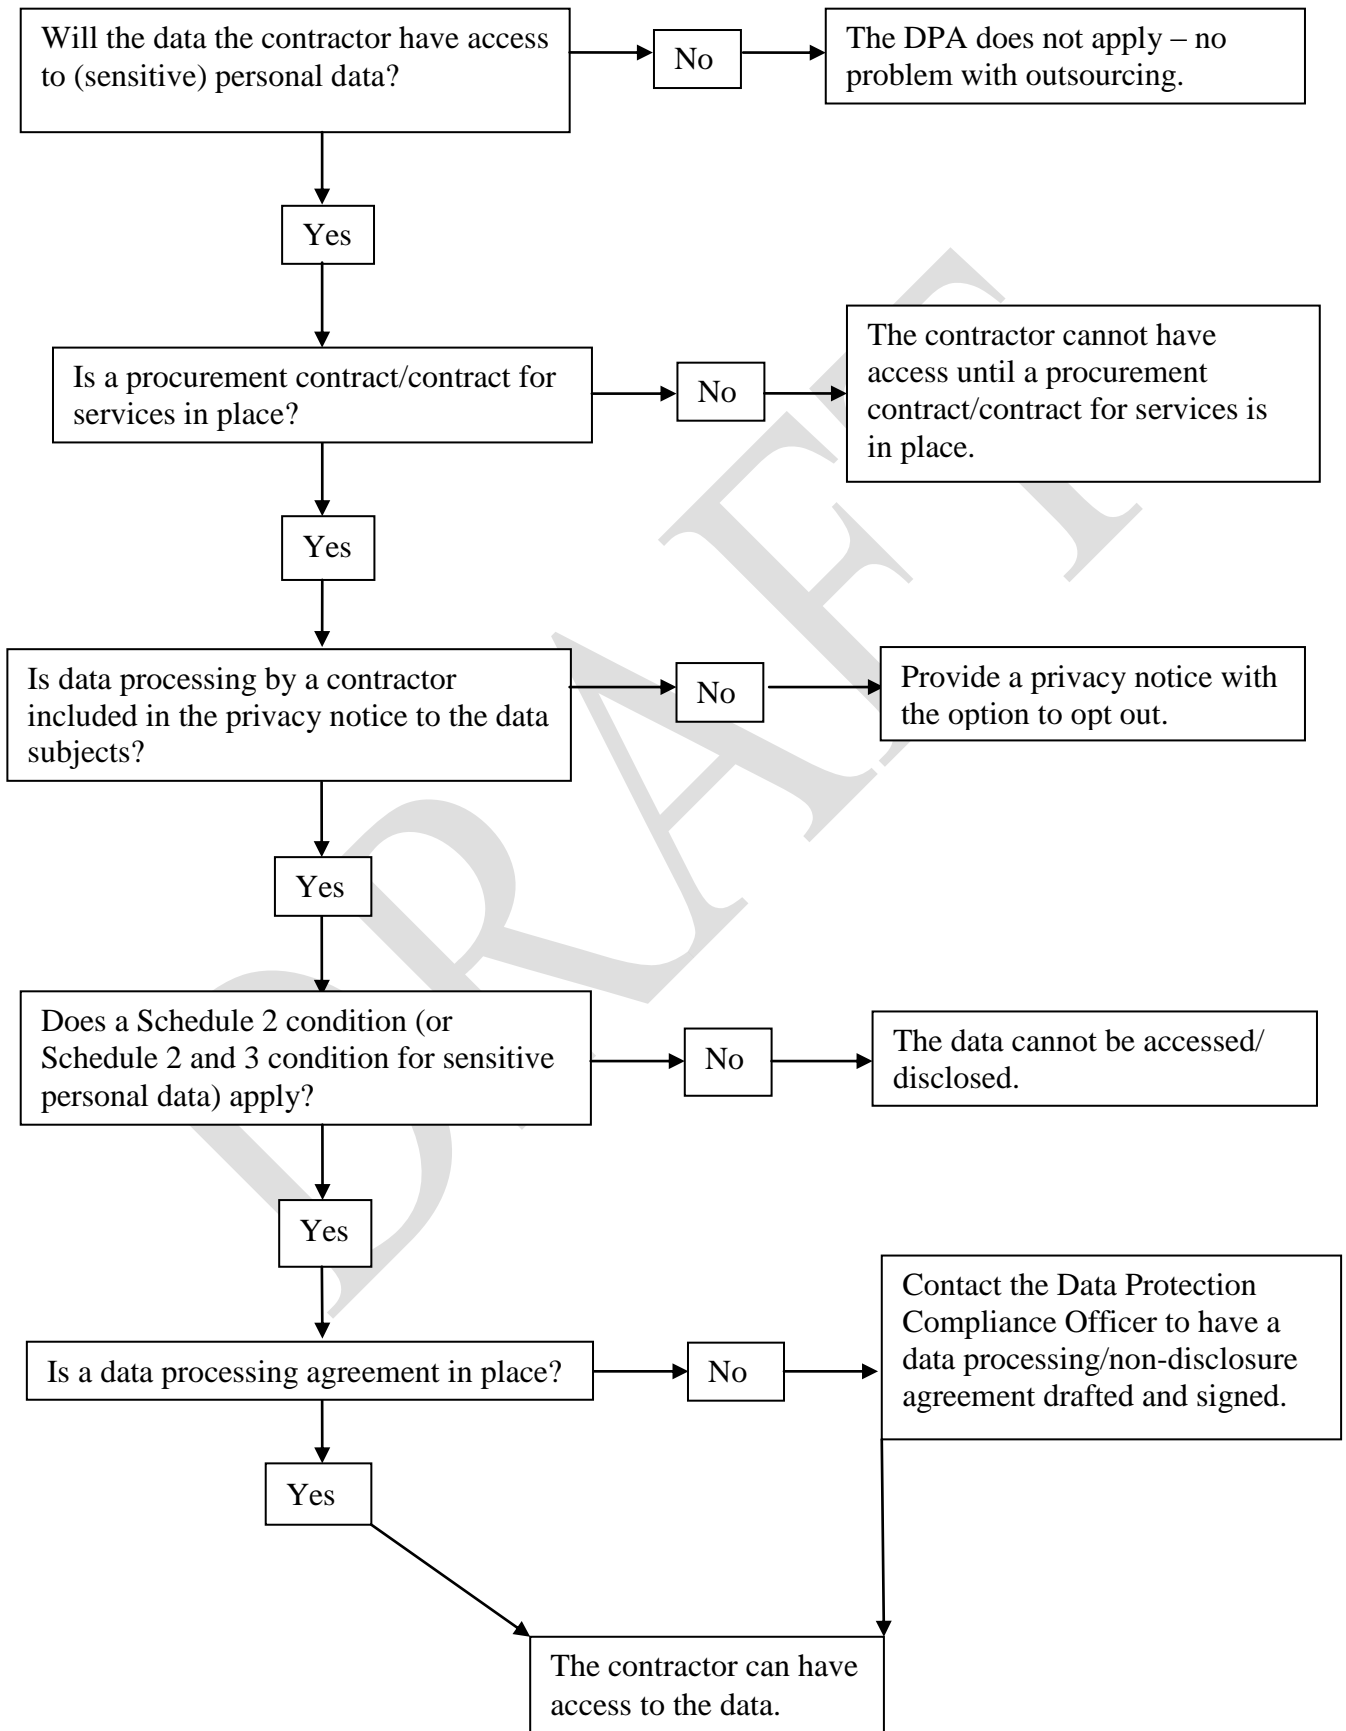 Will the data the contractor have access
to (sensitive) personal data?
No
The DPA does not apply – no
problem with outsourcing.
Yes
Is a procurement contract/contract for
services in place?
No
The contractor cannot have
access until a procurement
contract/contract for services is
in place.
Yes
Is data processing by a contractor
included in the privacy notice to the data
subjects?
No
Provide a privacy notice with
the option to opt out.
Yes
Does a Schedule 2 condition (or
Schedule 2 and 3 condition for sensitive
personal data) apply?
No
The data cannot be accessed/
disclosed.
Yes
Is a data processing agreement in place?
No
Contact the Data Protection
Compliance Officer to have a
data processing/non-disclosure
agreement drafted and signed.
Yes
The contractor can have
access to the data.
DRAFT